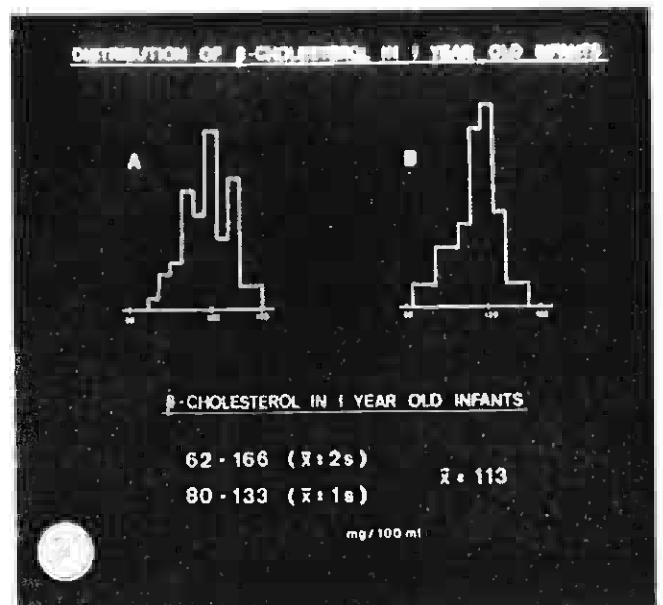 DISTRIBUTION OF β-CHOLESTEROL IN 1 YEAR OLD INFANTS
A B
β-CHOLESTEROL IN 1 YEAR OLD INFANTS
62 - 166 (x̄ ± 2s)
x̄ = 113
80 - 133 (x̄ ± 1s)
mg/100 ml